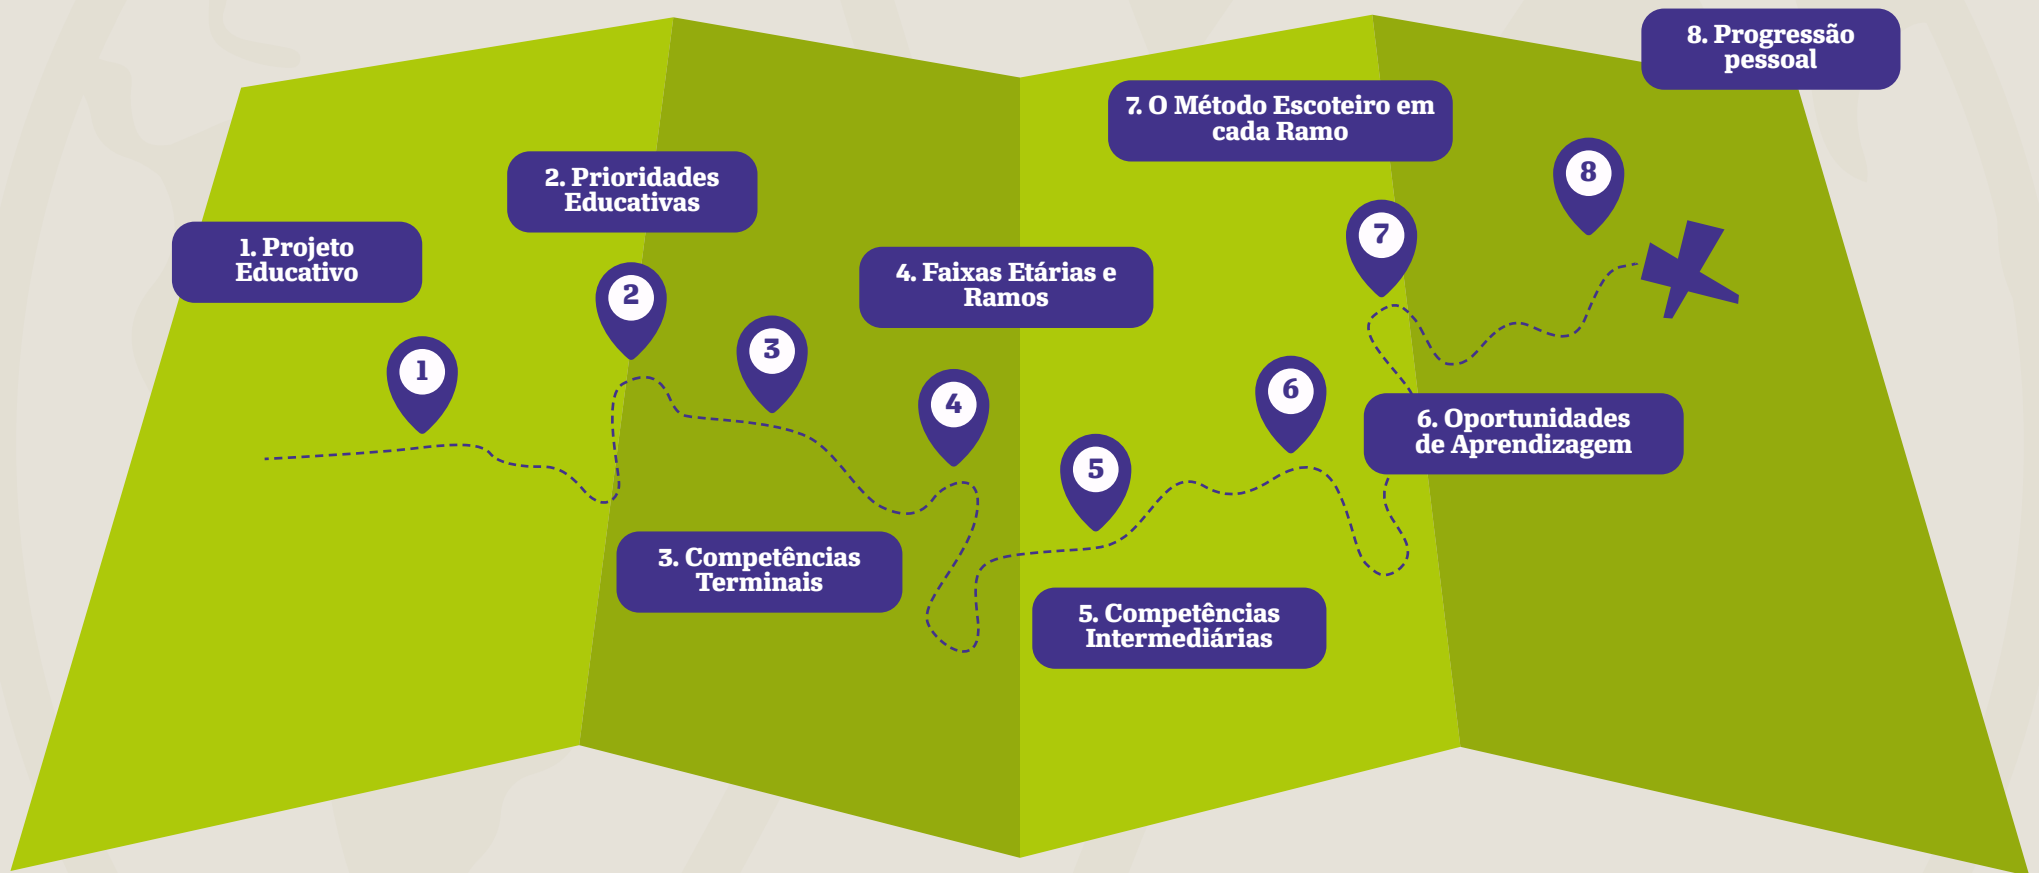 1. Projeto
Educativo
2. Prioridades
Educativas
3. Competências
Terminais
4. Faixas Etárias e
Ramos
5. Competências
Intermediárias
6. Oportunidades
de Aprendizagem
7. O Método Escoteiro em
cada Ramo
8. Progressão
pessoal
1
2
3
4
5
6
7
8